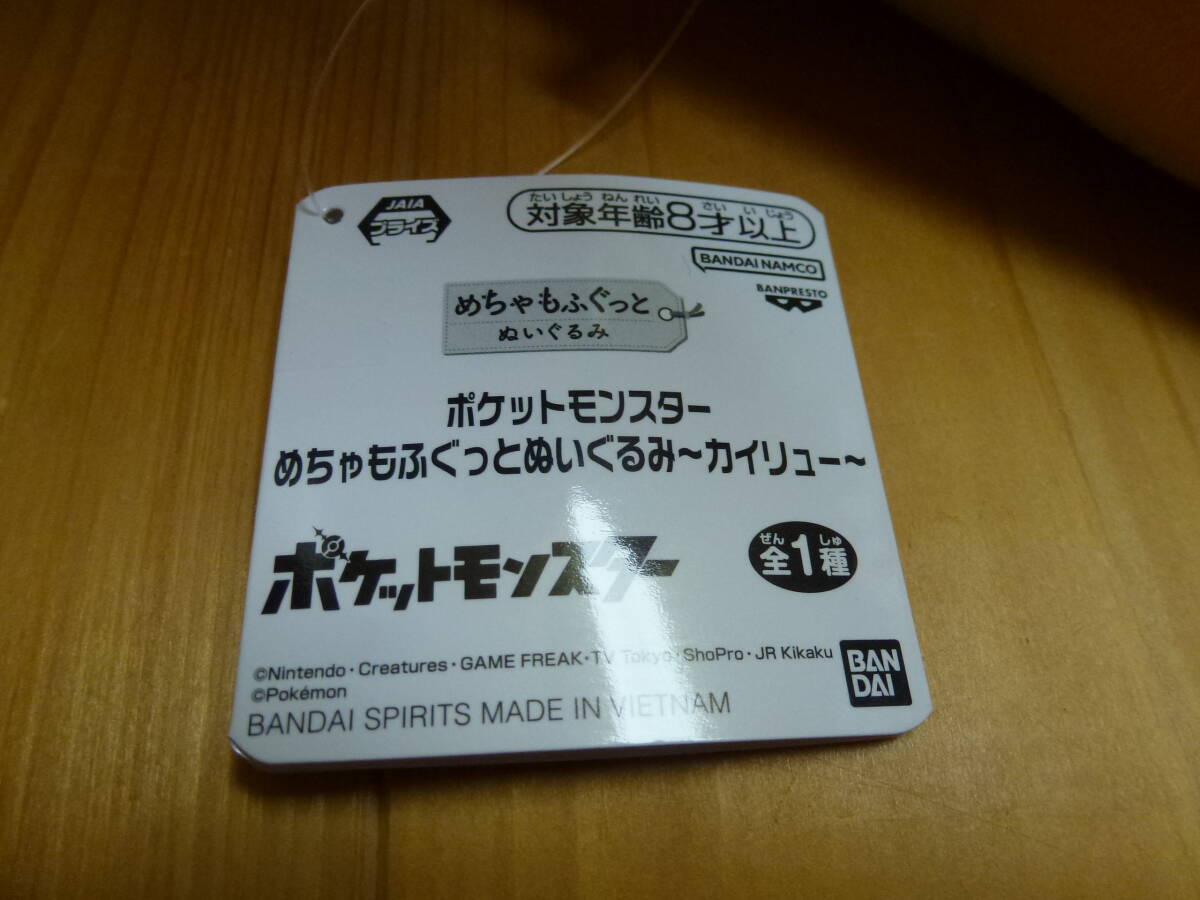 JAIA
プライズ
たいしょうねんれい さいいじょう
対象年齢8才以上
BANDAI NAMCO
BANPRESTO
めちゃもふぐっと
ぬいぐるみ
ポケットモンスター
めちゃもふぐっとぬいぐるみ～カイリュー～
ポケットモンスター
ぜん しゅ
全1種
©Nintendo・Creatures・GAME FREAK・TV Tokyo・ShoPro・JR Kikaku
©Pokémon
BANDAI SPIRITS MADE IN VIETNAM
BAN
DAI